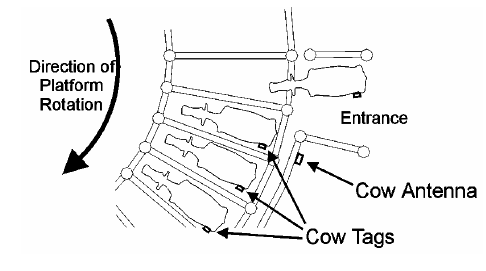 Direction of
Platform
Rotation
Entrance
Cow Antenna
Cow Tags